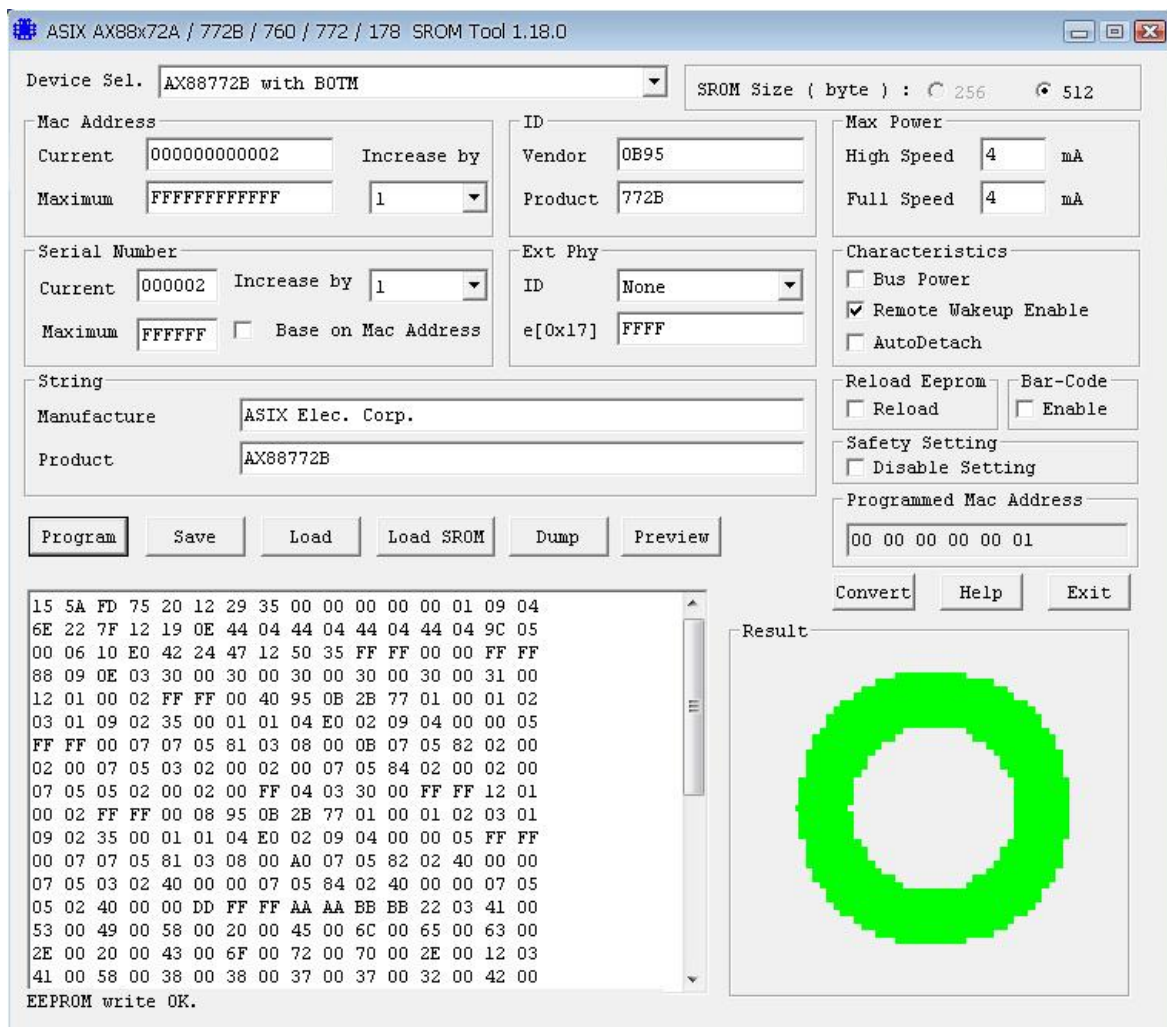 ASIX AX88x72A / 772B / 760 / 772 / 178 SROM Tool 1.18.0
Device Sel. AX88772B with BOTM
SROM Size ( byte ) : 256 512
Mac Address
Current 000000000002 Increase by
Maximum FFFFFFFFFFFF 1
ID
Vendor 0B95
Product 772B
Max Power
High Speed 4 mA
Full Speed 4 mA
Serial Number
Current 000002 Increase by 1
Maximum FFFFFF Base on Mac Address
Ext Phy
ID None
e[0x17] FFFF
Characteristics
Bus Power
Remote Wakeup Enable
AutoDetach
String
Manufacture ASIX Elec. Corp.
Product AX88772B
Reload Eeprom
Reload
Bar-Code
Enable
Safety Setting
Disable Setting
Programmed Mac Address
00 00 00 00 00 01
Program Save Load Load SROM Dump Preview
Convert Help Exit
15 5A FD 75 20 12 29 35 00 00 00 00 00 01 09 04
6E 22 7F 12 19 0E 44 04 44 04 44 04 44 04 9C 05
00 06 10 E0 42 24 47 12 50 35 FF FF 00 00 FF FF
88 09 0E 03 30 00 30 00 30 00 30 00 30 00 31 00
12 01 00 02 FF FF 00 40 95 0B 2B 77 01 00 01 02
03 01 09 02 35 00 01 01 04 E0 02 09 04 00 00 05
FF FF 00 07 07 05 81 03 08 00 0B 07 05 82 02 00
02 00 07 05 03 02 00 02 00 07 05 84 02 00 02 00
07 05 05 02 00 02 00 FF 04 03 30 00 FF FF 12 01
00 02 FF FF 00 08 95 0B 2B 77 01 00 01 02 03 01
09 02 35 00 01 01 04 E0 02 09 04 00 00 05 FF FF
00 07 07 05 81 03 08 00 A0 07 05 82 02 40 00 00
07 05 03 02 40 00 00 07 05 84 02 40 00 00 07 05
05 02 40 00 00 DD FF FF AA AA BB BB 22 03 41 00
53 00 49 00 58 00 20 00 45 00 6C 00 65 00 63 00
2E 00 20 00 43 00 6F 00 72 00 70 00 2E 00 12 03
41 00 58 00 38 00 38 00 37 00 37 00 32 00 42 00
Result
EEPROM write OK.